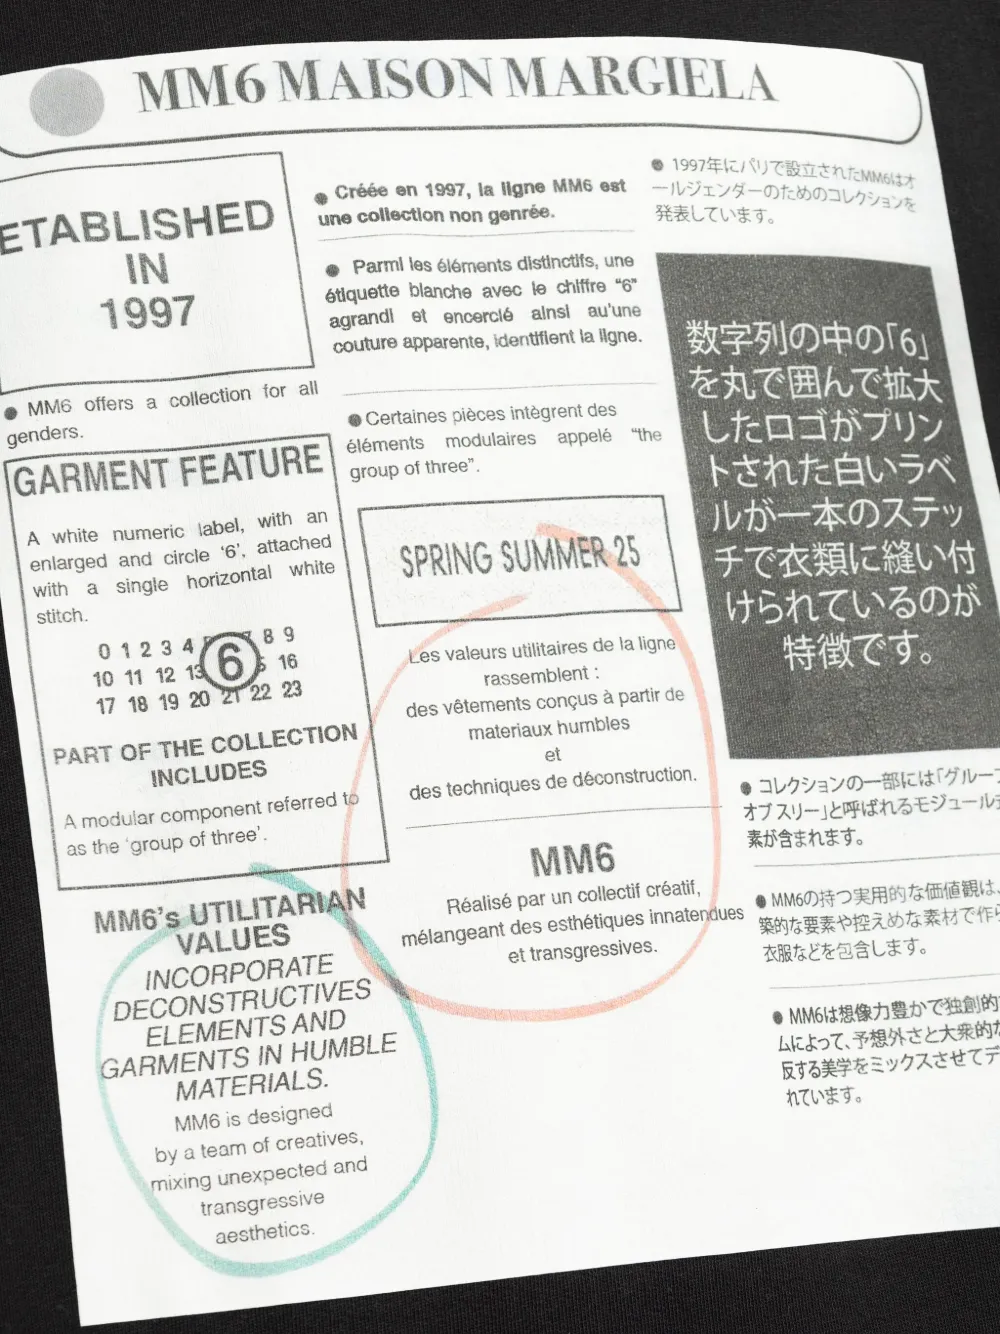 MM6 MAISON MARGIELA
ETABLISHED
IN
1997
● MM6 offers a collection for all
genders.
GARMENT FEATURE
A white numeric label, with an
enlarged and circle ‘6’, attached
with a single horizontal white
stitch.
0 1 2 3 4 8 9
10 11 12 13 6 16
17 18 19 20 21 22 23
PART OF THE COLLECTION
INCLUDES
A modular component referred to
as the ‘group of three’.
MM6’s UTILITARIAN
VALUES
INCORPORATE
DECONSTRUCTIVES
ELEMENTS AND
GARMENTS IN HUMBLE
MATERIALS.
MM6 is designed
by a team of creatives,
mixing unexpected and
transgressive
aesthetics.
● Créée en 1997, la ligne MM6 est
une collection non genrée.
● Parmi les éléments distinctifs, une
étiquette blanche avec le chiffre “6”
agrandi et encerclé ainsi au'une
couture apparente, identifient la ligne.
● Certaines pièces intègrent des
éléments modulaires appelé “the
group of three”.
SPRING SUMMER 25
Les valeurs utilitaires de la ligne
rassemblent :
des vêtements conçus à partir de
materiaux humbles
et
des techniques de déconstruction.
MM6
Réalisé par un collectif créatif,
mélangeant des esthétiques innatendues
et transgressives.
● 1997年にパリで設立されたMM6はオ
ールジェンダーのためのコレクションを
発表しています。
数字列の中の「6」
を丸で囲んで拡大
したロゴがプリン
トされた白いラベ
ルが一本のステッ
チで衣類に縫い付
けられているのが
特徴です。
● コレクションの一部には「グループ
オブ スリー」と呼ばれるモジュール式
素が含まれます。
● MM6の持つ実用的な価値観は、
築的な要素や控えめな素材で作ら
衣服などを包含します。
● MM6は想像力豊かで独創的
ムによって、予想外さと大衆的な
反する美学をミックスさせてデ
れています。